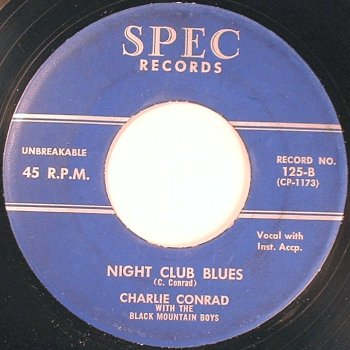 SPEC
RECORDS
UNBREAKABLE
45 R.P.M.
RECORD NO.
125-B
(CP-1173)
Vocal with
Inst. Accp.
NIGHT CLUB BLUES
(C. Conrad)
CHARLIE CONRAD
WITH THE
BLACK MOUNTAIN BOYS